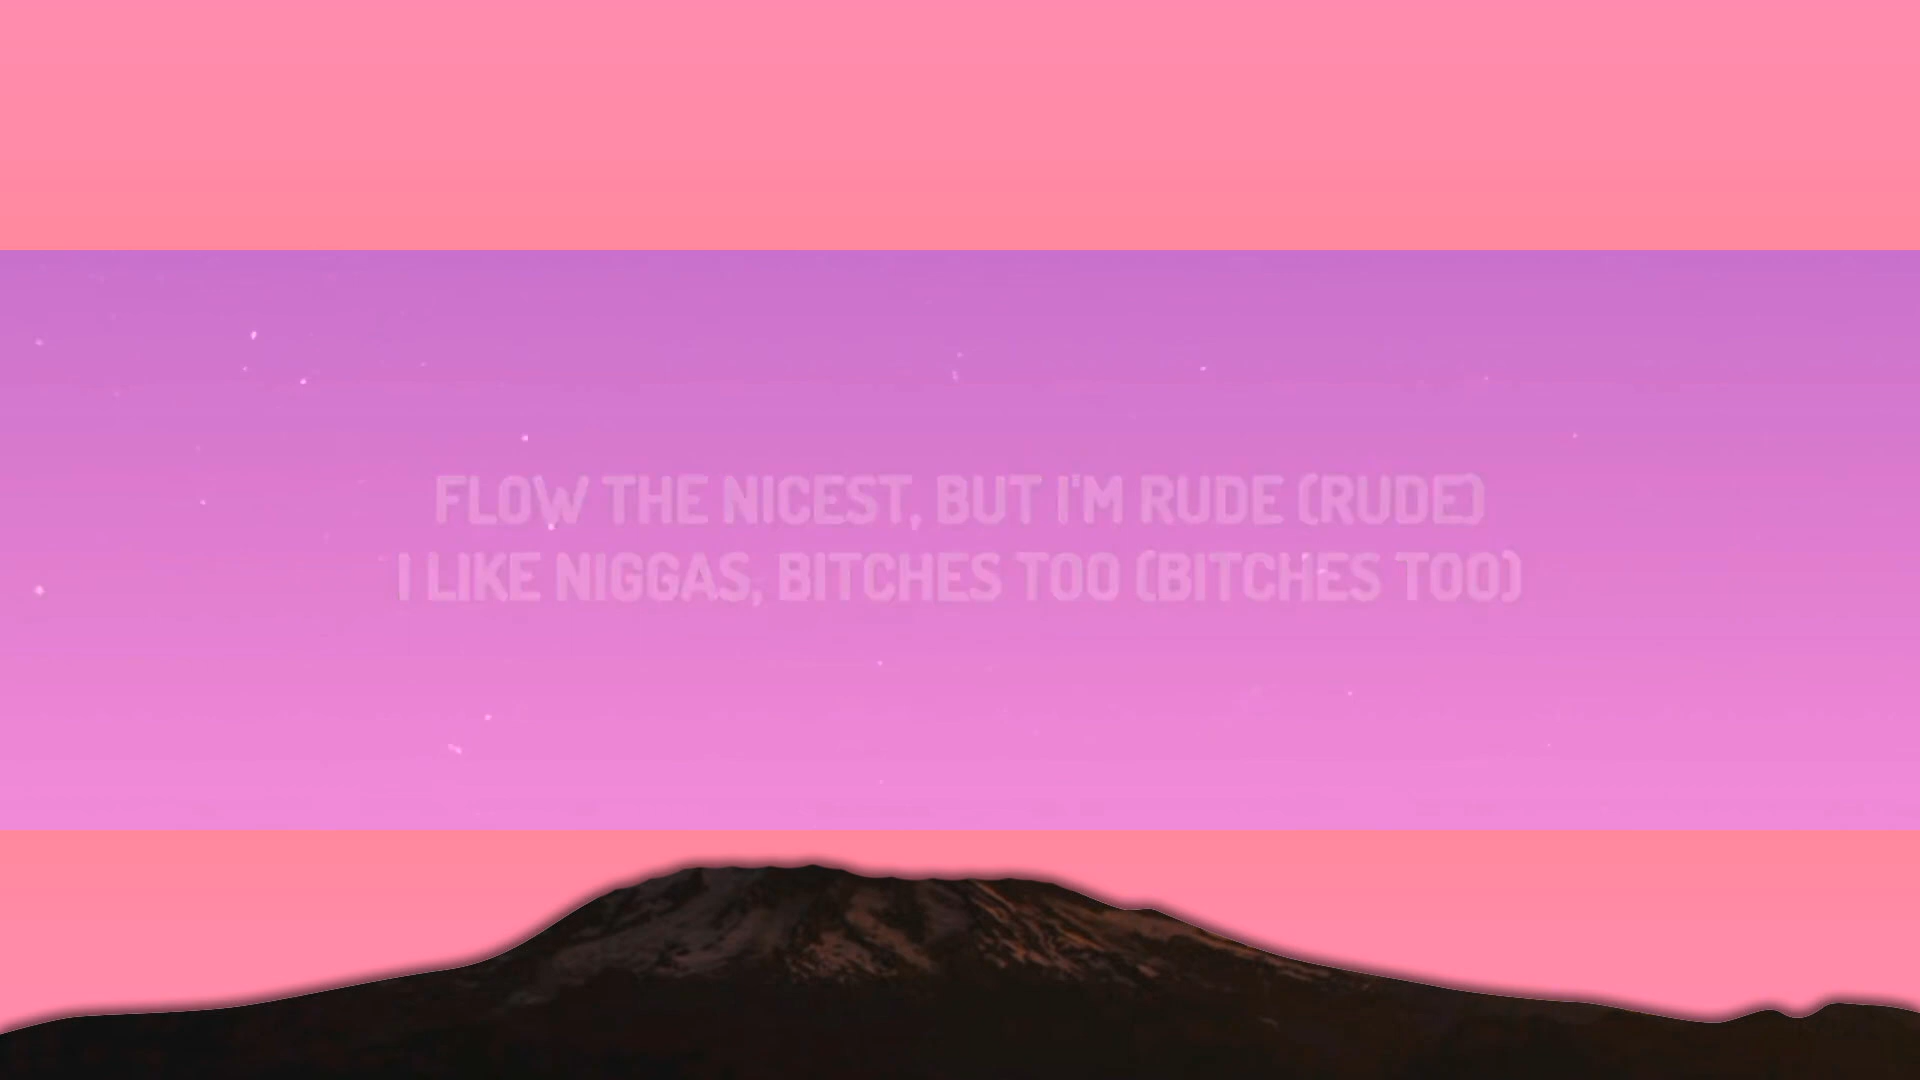 FLOW THE NICEST, BUT I'M RUDE (RUDE)
I LIKE NIGGAS, BITCHES TOO (BITCHES TOO)